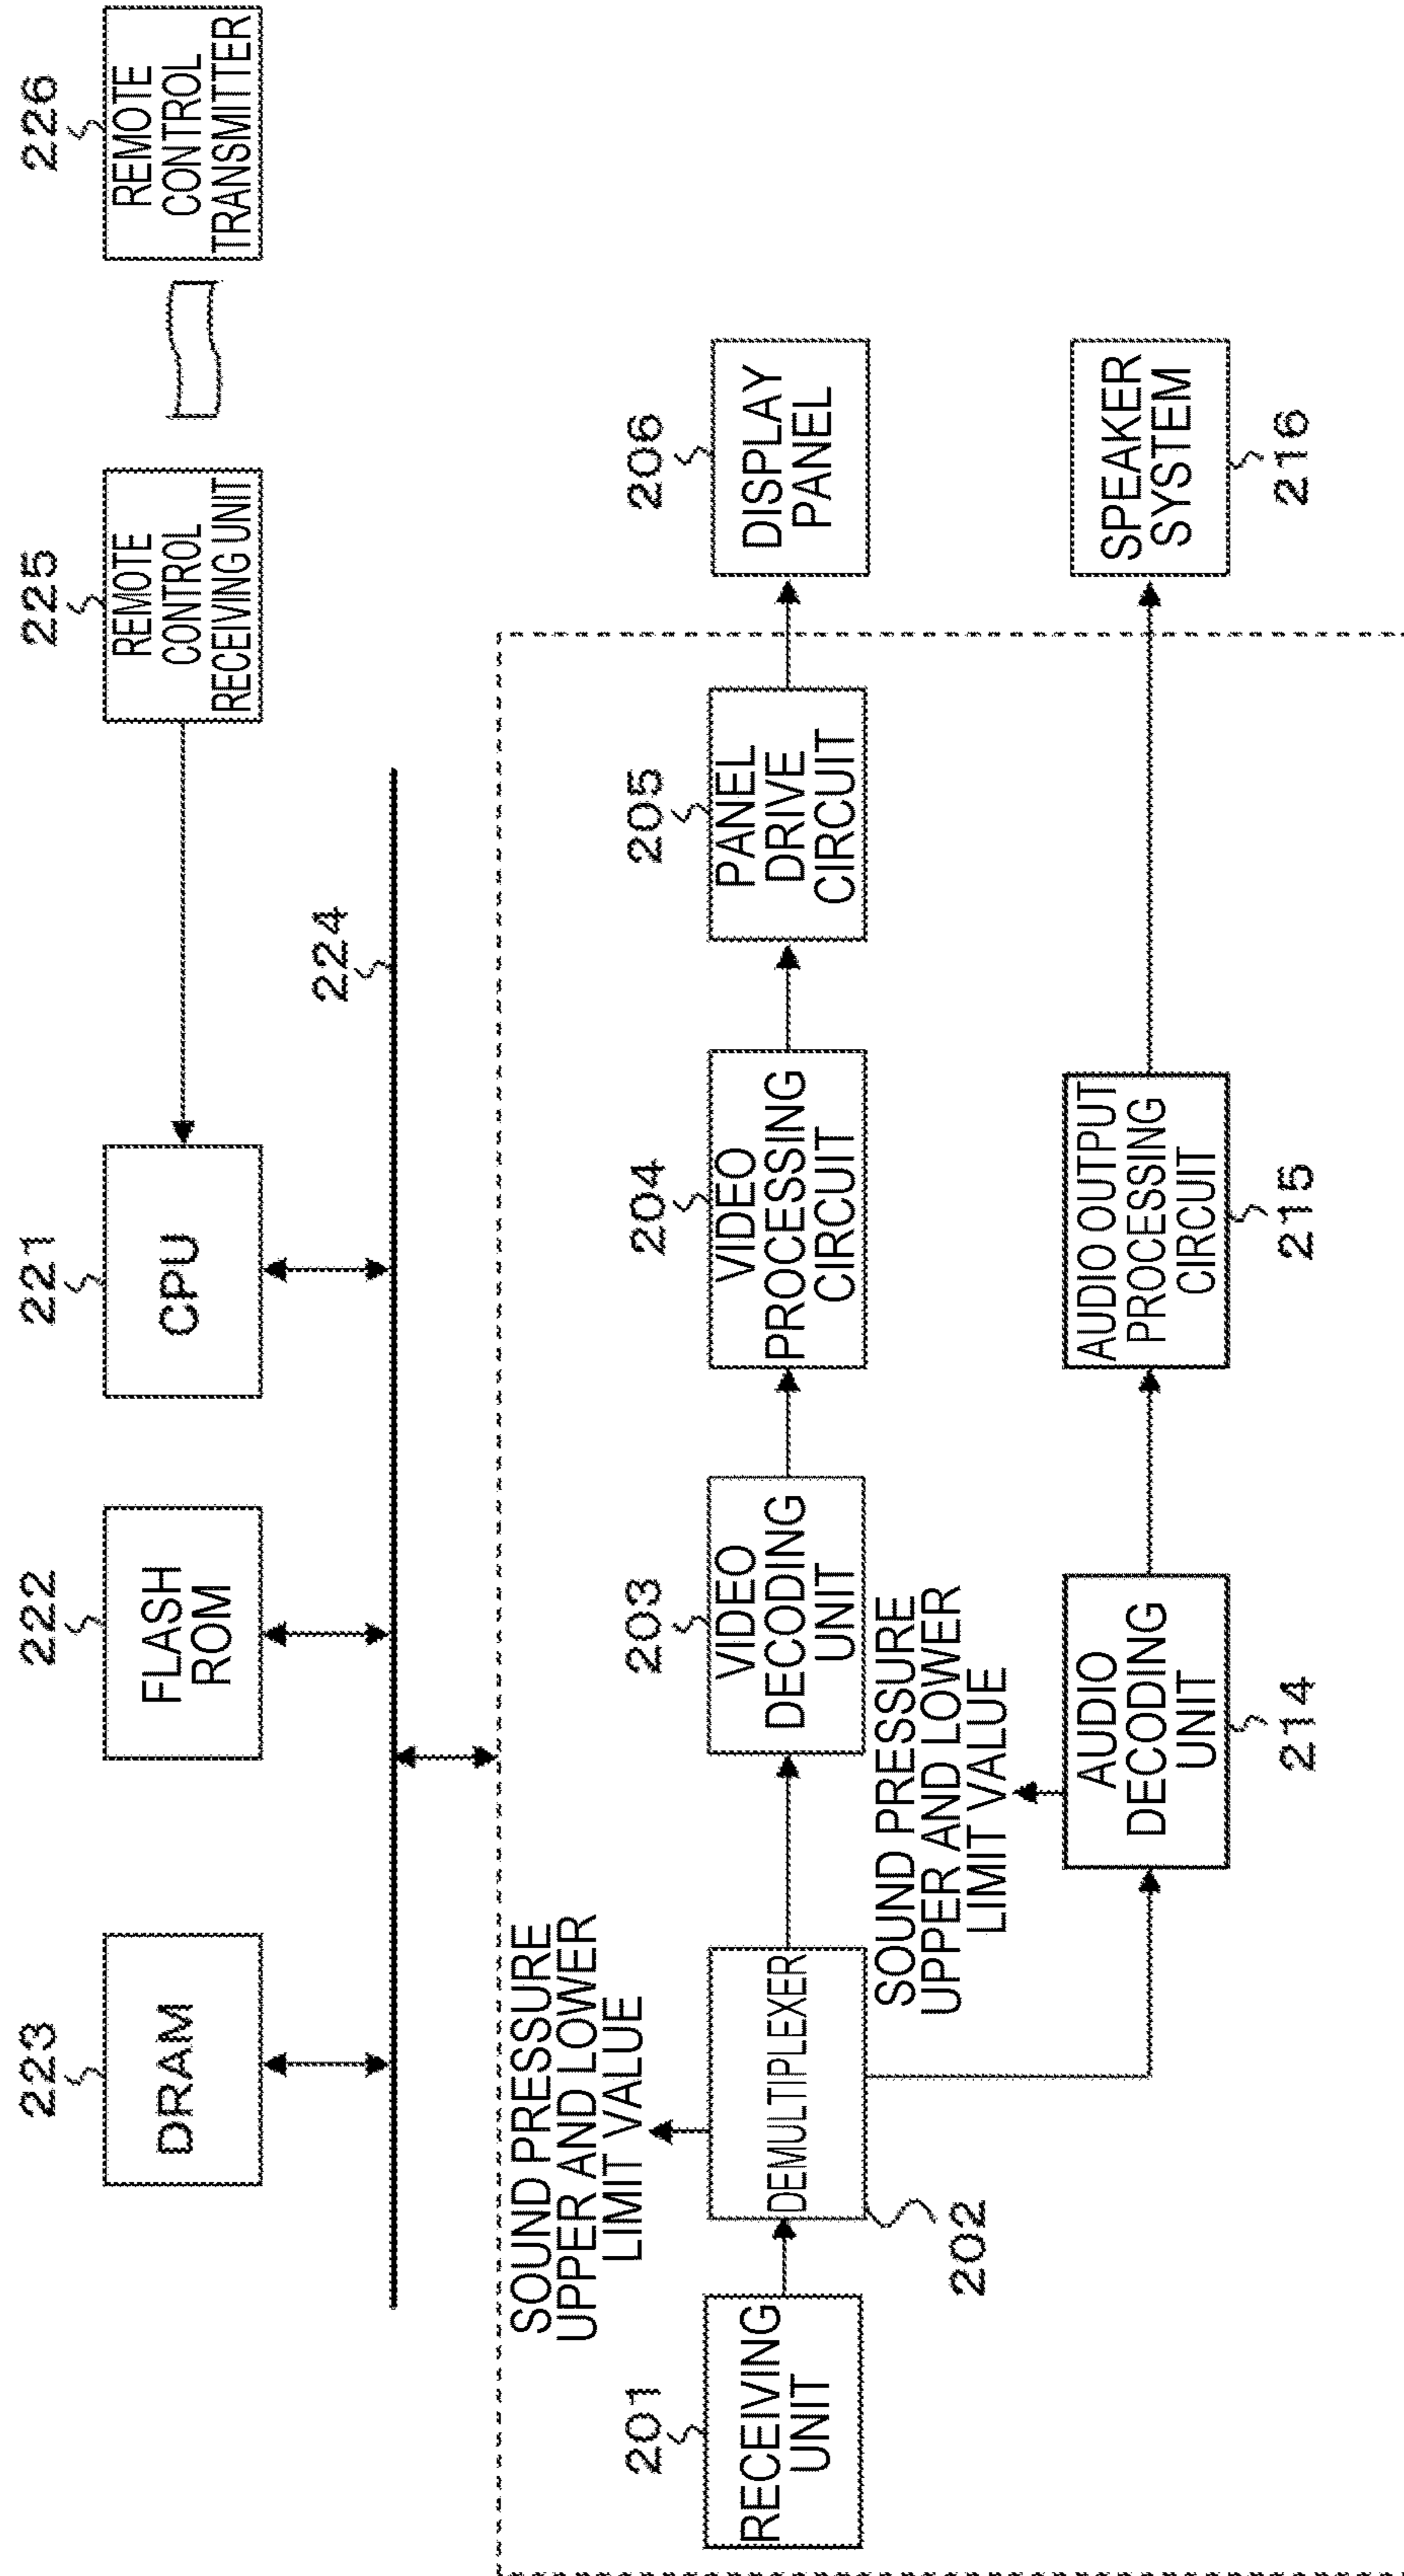 223
DRAM
222
FLASH
ROM
221
CPU
225
REMOTE
CONTROL
RECEIVING UNIT
226
REMOTE
CONTROL
TRANSMITTER
224
SOUND PRESSURE
UPPER AND LOWER
LIMIT VALUE
201
RECEIVING
UNIT
DEMULTIPLEXER
202
203
VIDEO
DECODING
UNIT
204
VIDEO
PROCESSING
CIRCUIT
205
PANEL
DRIVE
CIRCUIT
206
DISPLAY
PANEL
SOUND PRESSURE
UPPER AND LOWER
LIMIT VALUE
AUDIO
DECODING
UNIT
214
AUDIO OUTPUT
PROCESSING
CIRCUIT
215
SPEAKER
SYSTEM
216